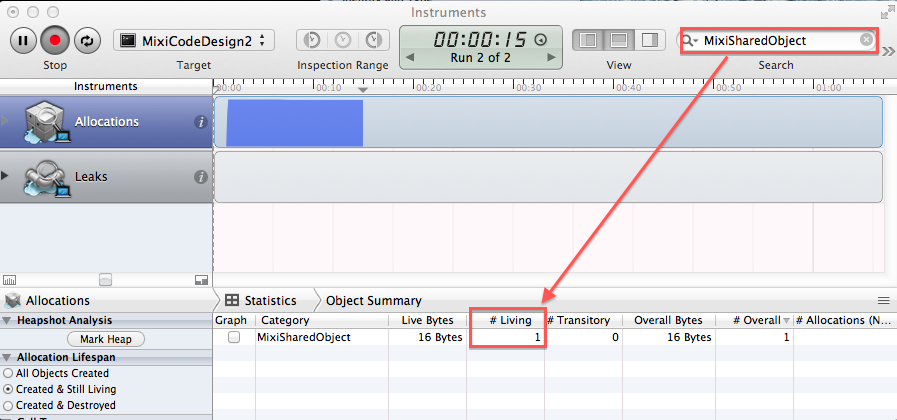 Instruments
MixiCodeDesign2
00:00:15
Run 2 of 2
MixiSharedObject
Stop
Target
Inspection Range
View
Search
Instruments
00:00
00:10
00:20
00:30
00:40
00:50
01:00
Allocations
Leaks
Allocations
Statistics
Object Summary
Heapshot Analysis
Mark Heap
Allocation Lifespan
All Objects Created
Created & Still Living
Created & Destroyed
Graph Category Live Bytes # Living # Transitory Overall Bytes # Overall # Allocations (N...
MixiSharedObject 16 Bytes 1 0 16 Bytes 1